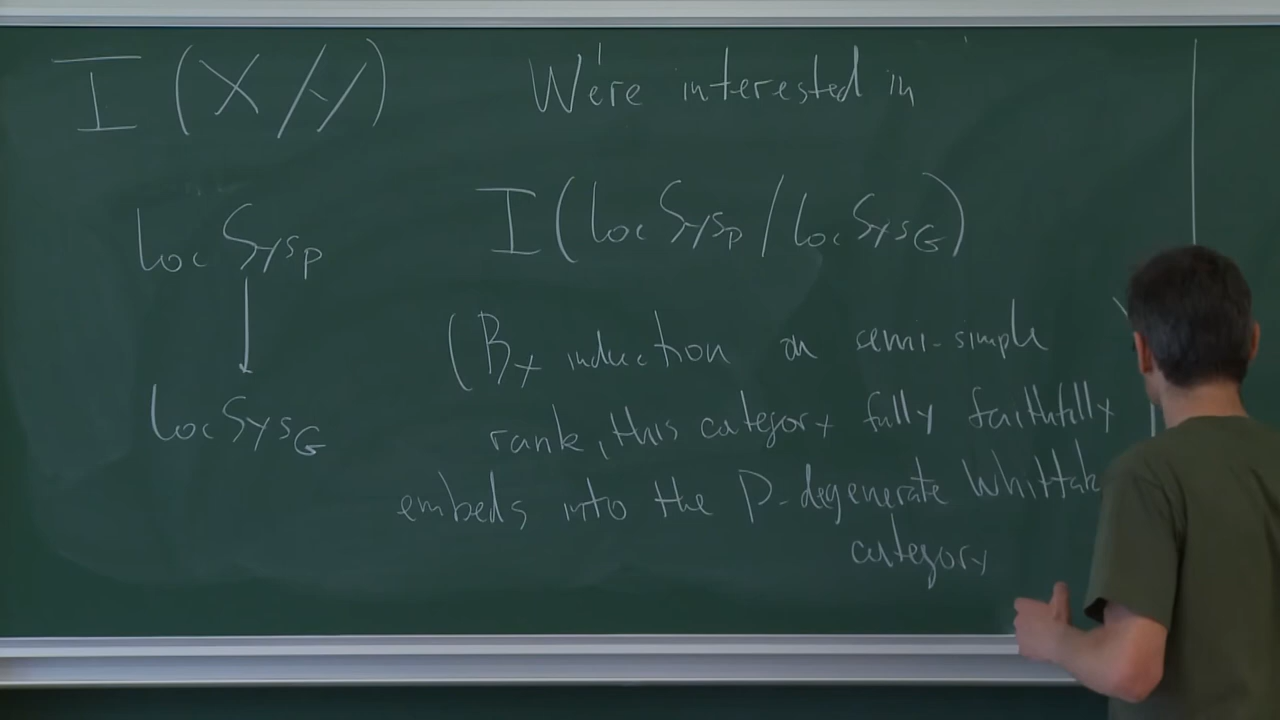 I (X/Y)
LocSys_P
↓
LocSys_G
We're interested in
I(LocSys_P/LocSys_G)
(By induction on semi-simple
rank, this category fully faithfully
embeds into the P-degenerate Whittak
category